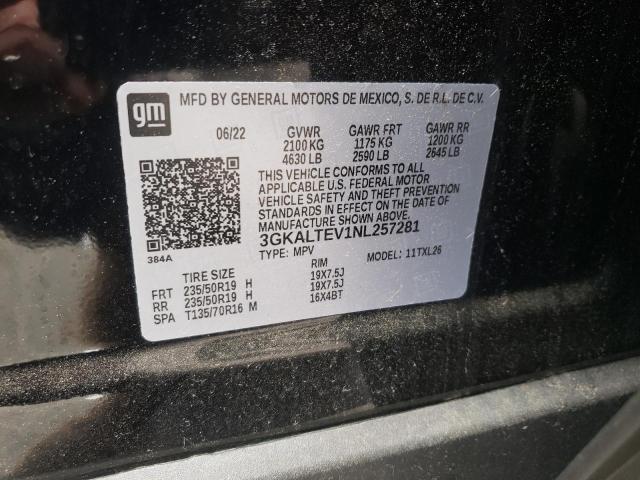 gm
MFD BY GENERAL MOTORS DE MEXICO, S. DE R.L. DE C.V.
06/22 GVWR GAWR FRT GAWR RR
2100 KG 1175 KG 1200 KG
4630 LB 2590 LB 2645 LB
THIS VEHICLE CONFORMS TO ALL
APPLICABLE U.S. FEDERAL MOTOR
VEHICLE SAFETY AND THEFT PREVENTION
STANDARDS IN EFFECT ON THE DATE OF
MANUFACTURE SHOWN ABOVE.
3GKALTEV1NL257281
384A
TYPE: MPV MODEL: 11TXL26
TIRE SIZE RIM
FRT 235/50R19 H 19X7.5J
RR 235/50R19 H 19X7.5J
SPA T135/70R16 M 16X4BT